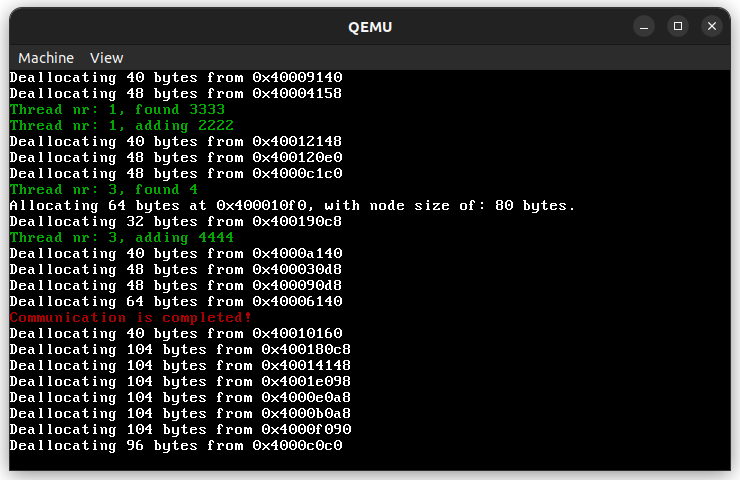 QEMU
Machine View
Deallocating 40 bytes from 0x40009140
Deallocating 48 bytes from 0x40004158
Thread nr: 1, found 3333
Thread nr: 1, adding 2222
Deallocating 40 bytes from 0x40012148
Deallocating 48 bytes from 0x400120e0
Deallocating 48 bytes from 0x4000c1c0
Thread nr: 3, found 4
Allocating 64 bytes at 0x400010f0, with node size of: 80 bytes.
Deallocating 32 bytes from 0x400190c8
Thread nr: 3, adding 4444
Deallocating 40 bytes from 0x4000a140
Deallocating 48 bytes from 0x400030d8
Deallocating 48 bytes from 0x400090d8
Deallocating 64 bytes from 0x40006140
Communication is completed!
Deallocating 40 bytes from 0x40010160
Deallocating 104 bytes from 0x400180c8
Deallocating 104 bytes from 0x40014148
Deallocating 104 bytes from 0x4001e098
Deallocating 104 bytes from 0x4000e0a8
Deallocating 104 bytes from 0x4000b0a8
Deallocating 104 bytes from 0x4000f090
Deallocating 96 bytes from 0x4000c0c0